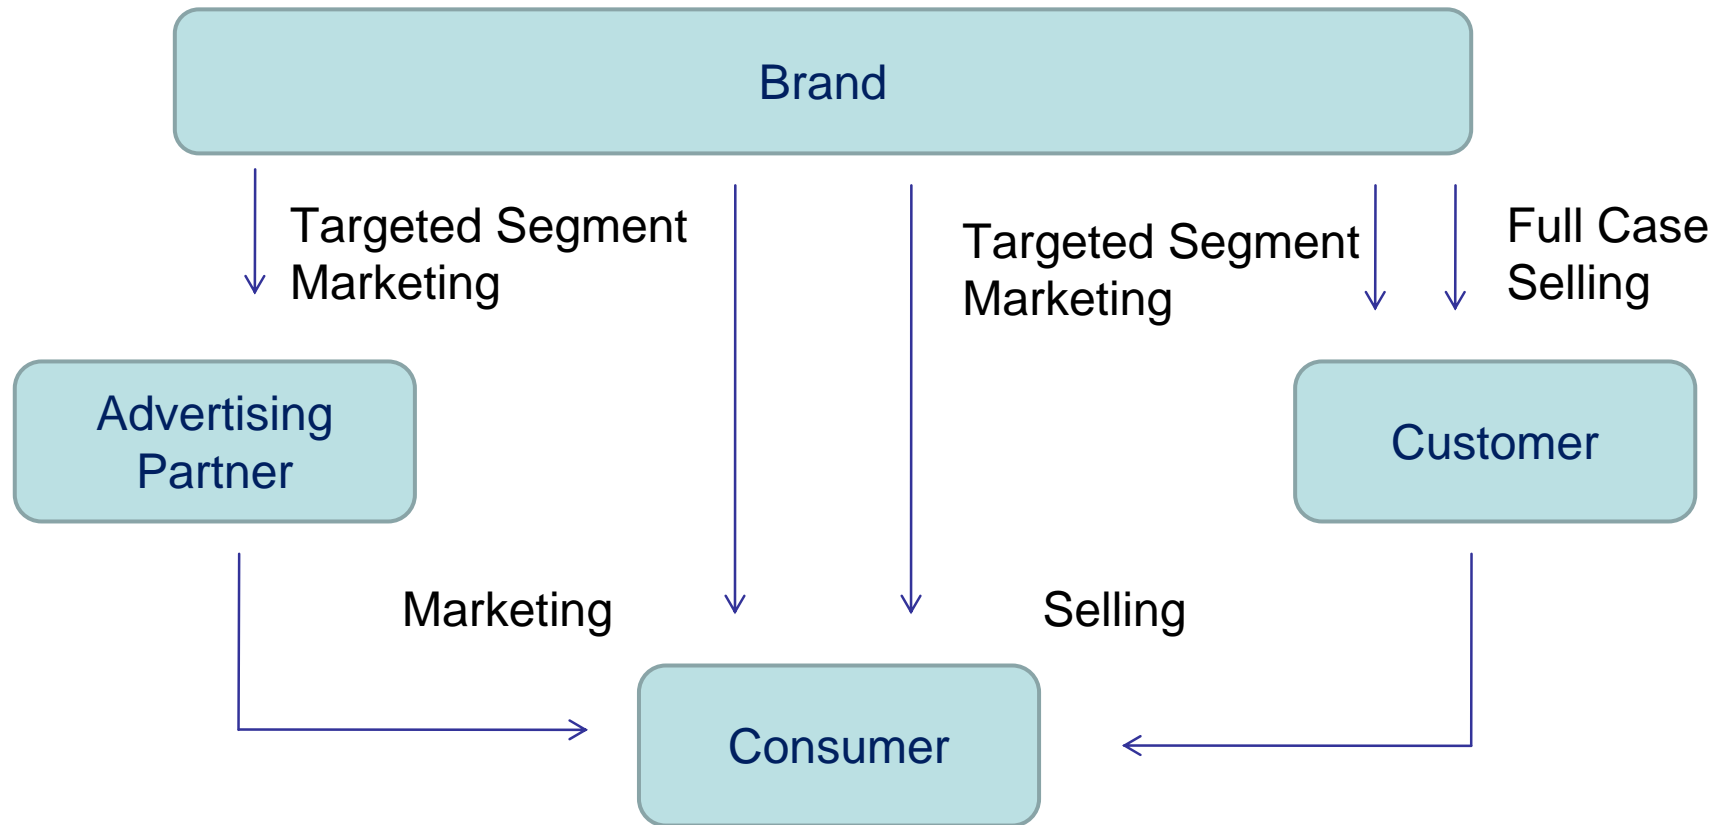 Brand
Targeted Segment
Marketing
Targeted Segment
Marketing
Full Case
Selling
Advertising
Partner
Customer
Marketing
Selling
Consumer